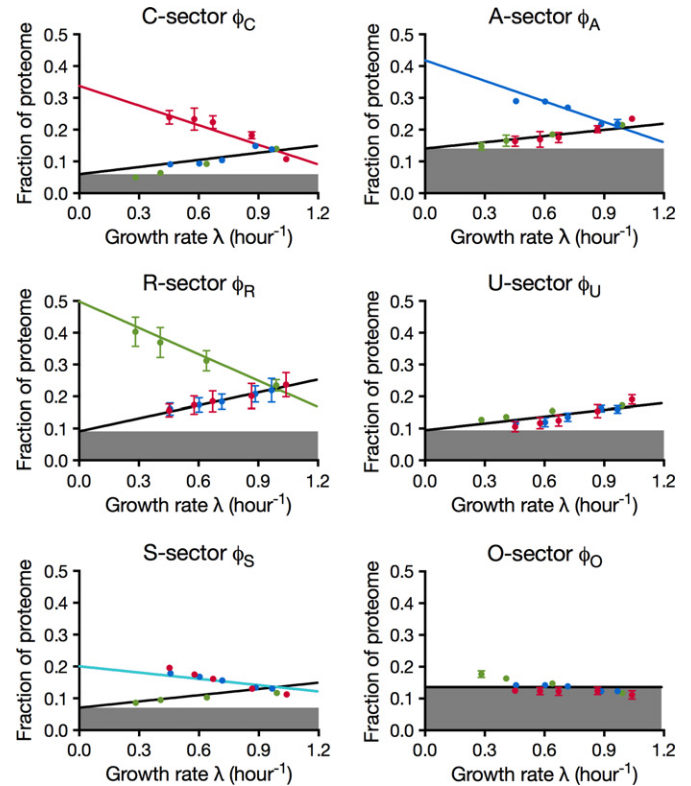 C-sector ϕC
A-sector ϕA
Fraction of proteome
0.5
0.4
0.3
0.2
0.1
0.0
0.0 0.3 0.6 0.9 1.2
Growth rate λ (hour⁻¹)
Fraction of proteome
0.5
0.4
0.3
0.2
0.1
0.0
0.0 0.3 0.6 0.9 1.2
Growth rate λ (hour⁻¹)
R-sector ϕR
U-sector ϕU
Fraction of proteome
0.5
0.4
0.3
0.2
0.1
0.0
0.0 0.3 0.6 0.9 1.2
Growth rate λ (hour⁻¹)
Fraction of proteome
0.5
0.4
0.3
0.2
0.1
0.0
0.0 0.3 0.6 0.9 1.2
Growth rate λ (hour⁻¹)
S-sector ϕS
O-sector ϕO
Fraction of proteome
0.5
0.4
0.3
0.2
0.1
0.0
0.0 0.3 0.6 0.9 1.2
Growth rate λ (hour⁻¹)
Fraction of proteome
0.5
0.4
0.3
0.2
0.1
0.0
0.0 0.3 0.6 0.9 1.2
Growth rate λ (hour⁻¹)